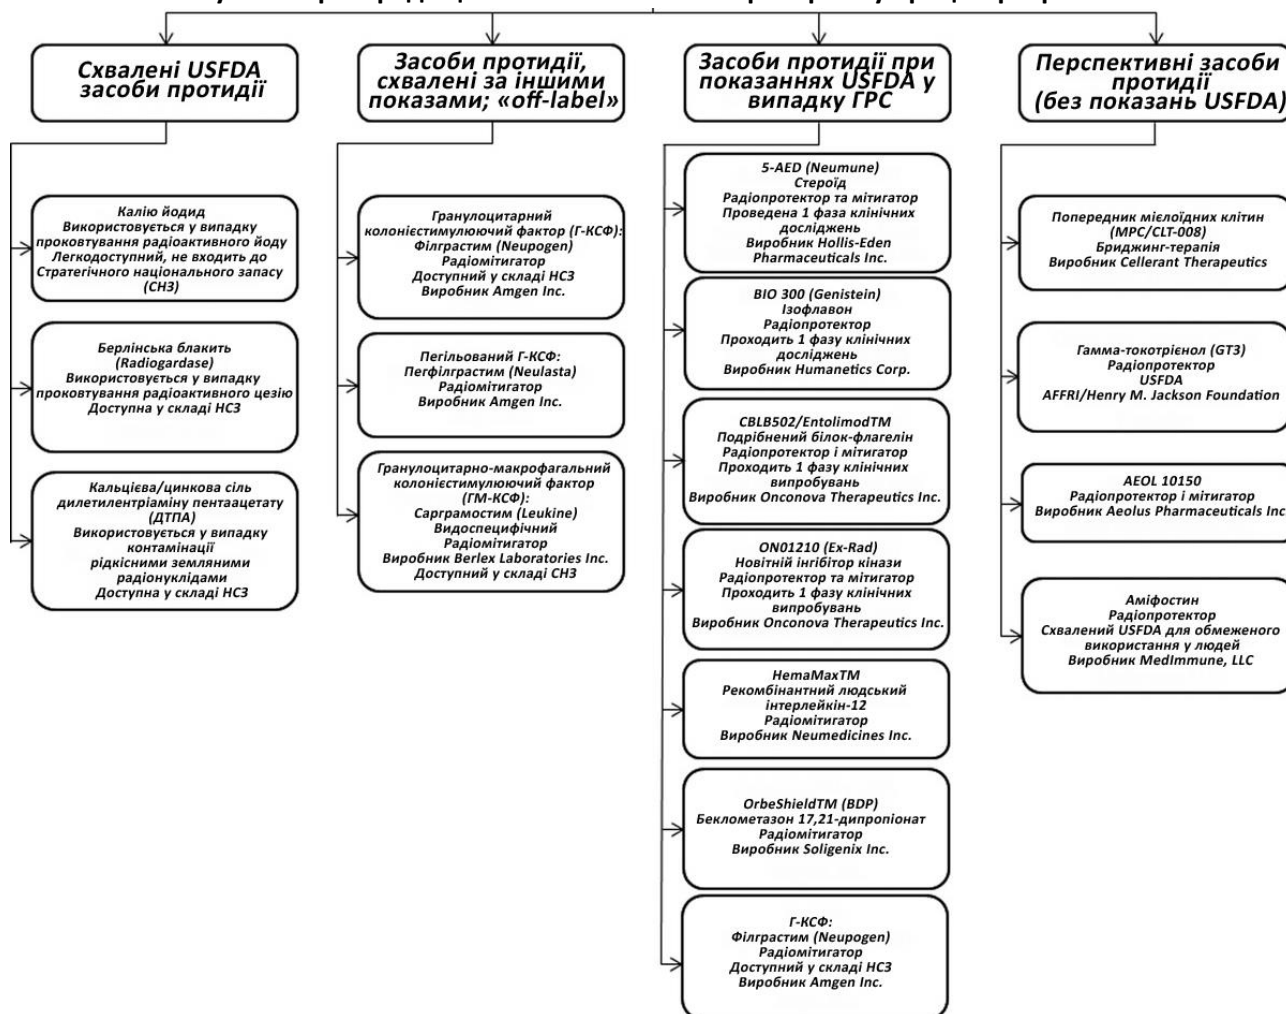 Схвалені USFDA
засоби протидії
Калію йодид
Використовується у випадку
проковтування радіоактивного йоду
Легкодоступний, не входить до
Стратегічного національного запасу
(СНЗ)
Берлінська блакить
(Radiogardase)
Використовується у випадку
проковтування радіоактивного цезію
Доступна у складі НСЗ
Кальцієва/цинкова сіль
дилетилентріаміну пентаацетату
(ДТПА)
Використовується у випадку
контамінації
рідкісними земляними
радіонуклідами
Доступна у складі НСЗ
Засоби протидії,
схвалені за іншими
показами; «off-label»
Гранулоцитарний
колонієстимулюючий фактор (Г-КСФ):
Філграстим (Neupogen)
Радіомітигатор
Доступний у складі НСЗ
Виробник Amgen Inc.
Пегільований Г-КСФ:
Пегфілграстим (Neulasta)
Радіомітигатор
Виробник Amgen Inc.
Гранулоцитарно-макрофагальний
колонієстимулюючий фактор
(ГМ-КСФ):
Сарграмостим (Leukine)
Видоспецифічний
Радіомітигатор
Виробник Berlex Laboratories Inc.
Доступний у складі СНЗ
Засоби протидії при
показаннях USFDA у
випадку ГРС
5-AED (Neumune)
Стероїд
Радіопротектор та мітигатор
Проведена 1 фаза клінічних
досліджень
Виробник Hollis-Eden
Pharmaceuticals Inc.
BIO 300 (Genistein)
Ізофлавон
Радіопротектор
Проходить 1 фазу клінічних
досліджень
Виробник Humanetics Corp.
CBLB502/EntolimodTM
Подрібнений білок-флагелін
Радіопротектор і мітигатор
Проходить 1 фазу клінічних
випробувань
Виробник Onconova Therapeutics Inc.
ON01210 (Ex-Rad)
Новітній інгібітор кінази
Радіопротектор та мітигатор
Проходить 1 фазу клінічних
випробувань
Виробник Onconova Therapeutics Inc.
HemaMaxTM
Рекомбінантний людський
інтерлейкін-12
Радіомітигатор
Виробник Neumedicines Inc.
OrbeShieldTM (BDP)
Беклометазон 17,21-дипропіонат
Радіомітигатор
Виробник Soligenix Inc.
Г-КСФ:
Філграстим (Neupogen)
Радіомітигатор
Доступний у складі НСЗ
Виробник Amgen Inc.
Перспективні засоби
протидії
(без показань USFDA)
Попередник мієлоїдних клітин
(MPC/CLT-008)
Бриджинг-терапія
Виробник Cellerant Therapeutics
Гамма-токотрієнол (GT3)
Радіопротектор
USFDA
AFFRI/Henry M. Jackson Foundation
AEOL 10150
Радіопротектор і мітигатор
Виробник Aeolus Pharmaceuticals Inc
Аміфостин
Радіопротектор
Схвалений USFDA для обмеженого
використання у людей
Виробник MedImmune, LLC